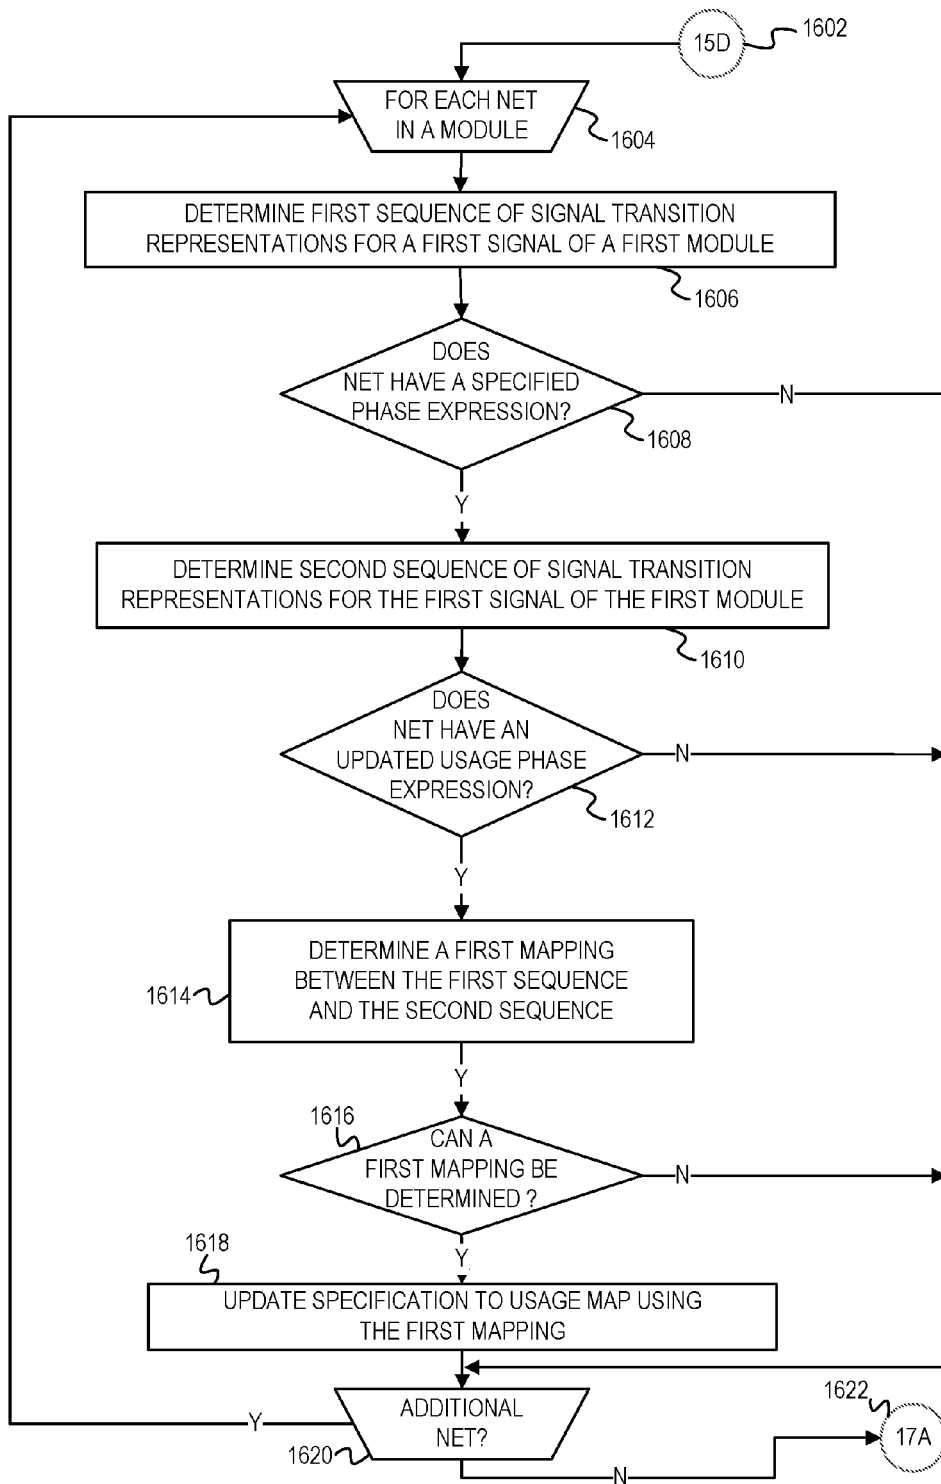 15D
1602
FOR EACH NET
IN A MODULE
1604
DETERMINE FIRST SEQUENCE OF SIGNAL TRANSITION
REPRESENTATIONS FOR A FIRST SIGNAL OF A FIRST MODULE
1606
DOES
NET HAVE A SPECIFIED
PHASE EXPRESSION?
N
1608
Y
DETERMINE SECOND SEQUENCE OF SIGNAL TRANSITION
REPRESENTATIONS FOR THE FIRST SIGNAL OF THE FIRST MODULE
1610
DOES
NET HAVE AN
UPDATED USAGE PHASE
EXPRESSION?
N
1612
Y
DETERMINE A FIRST MAPPING
BETWEEN THE FIRST SEQUENCE
AND THE SECOND SEQUENCE
1614
Y
1616
CAN A
FIRST MAPPING BE
DETERMINED ?
N
Y
1618
UPDATE SPECIFICATION TO USAGE MAP USING
THE FIRST MAPPING
1622
ADDITIONAL
NET?
Y
17A
1620
N